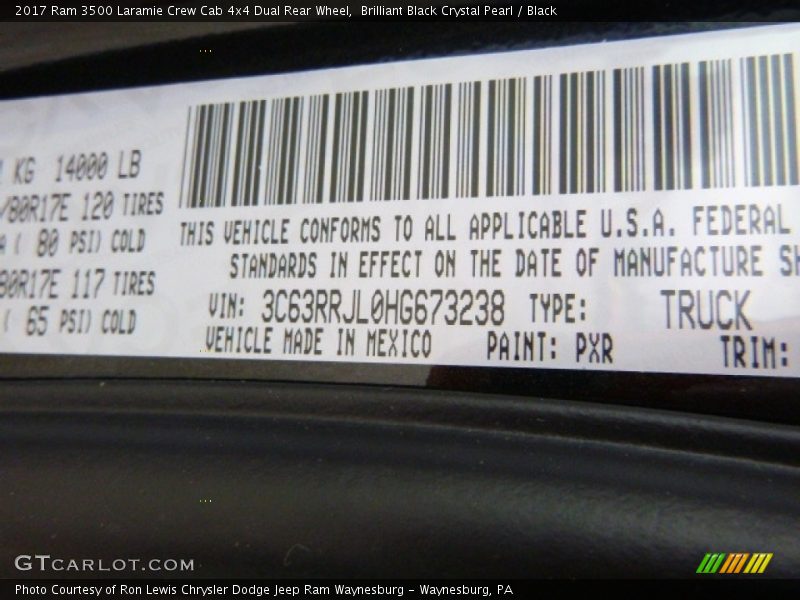 2017 Ram 3500 Laramie Crew Cab 4x4 Dual Rear Wheel,  Brilliant Black Crystal Pearl / Black
KG 14000 LB
/80R17E 120 TIRES
( 80 PSI) COLD
80R17E 117 TIRES
( 65 PSI) COLD
THIS VEHICLE CONFORMS TO ALL APPLICABLE U.S.A. FEDERAL
STANDARDS IN EFFECT ON THE DATE OF MANUFACTURE SH
VIN: 3C63RRJL0HG673238 TYPE: TRUCK
VEHICLE MADE IN MEXICO PAINT: PXR TRIM:
GTCARLOT.COM
Photo Courtesy of Ron Lewis Chrysler Dodge Jeep Ram Waynesburg – Waynesburg, PA